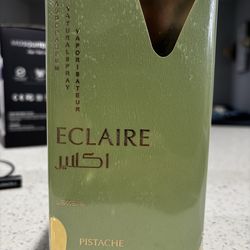 NATURAL SPRAY
VAPORISATEUR
ECLAIRE
اكلير
PISTACHE